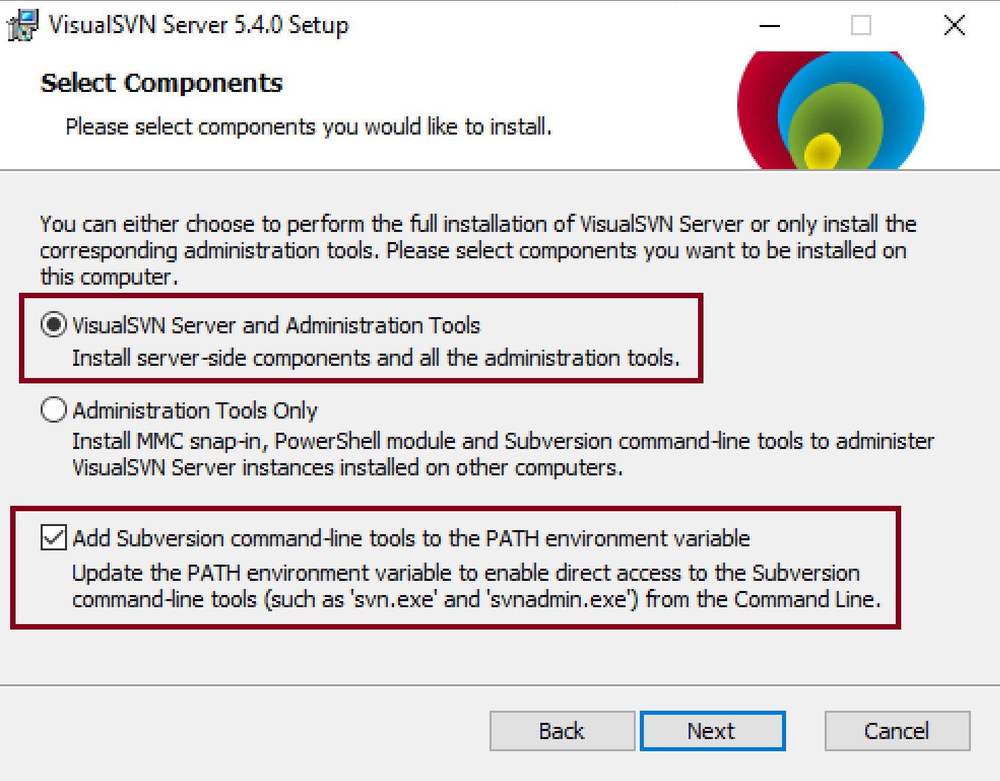 VisualSVN Server 5.4.0 Setup
Select Components
Please select components you would like to install.
You can either choose to perform the full installation of VisualSVN Server or only install the
corresponding administration tools. Please select components you want to be installed on
this computer.
VisualSVN Server and Administration Tools
Install server-side components and all the administration tools.
Administration Tools Only
Install MMC snap-in, PowerShell module and Subversion command-line tools to administer
VisualSVN Server instances installed on other computers.
Add Subversion command-line tools to the PATH environment variable
Update the PATH environment variable to enable direct access to the Subversion
command-line tools (such as 'svn.exe' and 'svnadmin.exe') from the Command Line.
Back Next Cancel